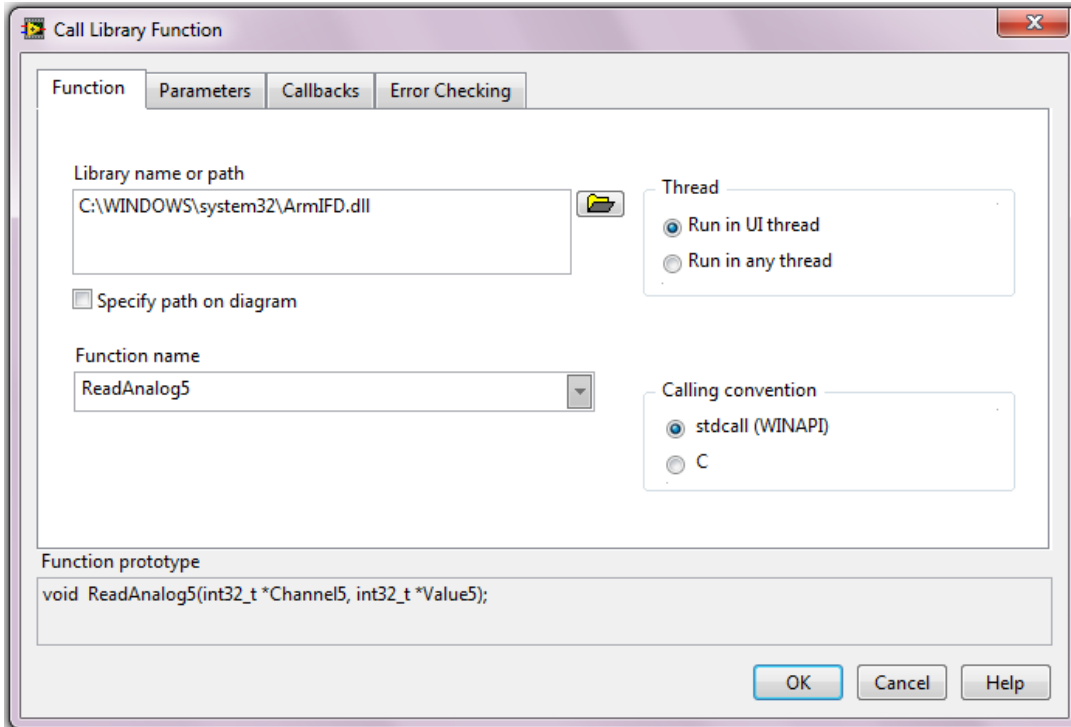 Call Library Function
Function Parameters Callbacks Error Checking
Library name or path
C:\WINDOWS\system32\ArmIFD.dll
Specify path on diagram
Thread
Run in UI thread
Run in any thread
Function name
ReadAnalog5
Calling convention
stdcall (WINAPI)
C
Function prototype
void  ReadAnalog5(int32_t *Channel5, int32_t *Value5);
OK Cancel Help